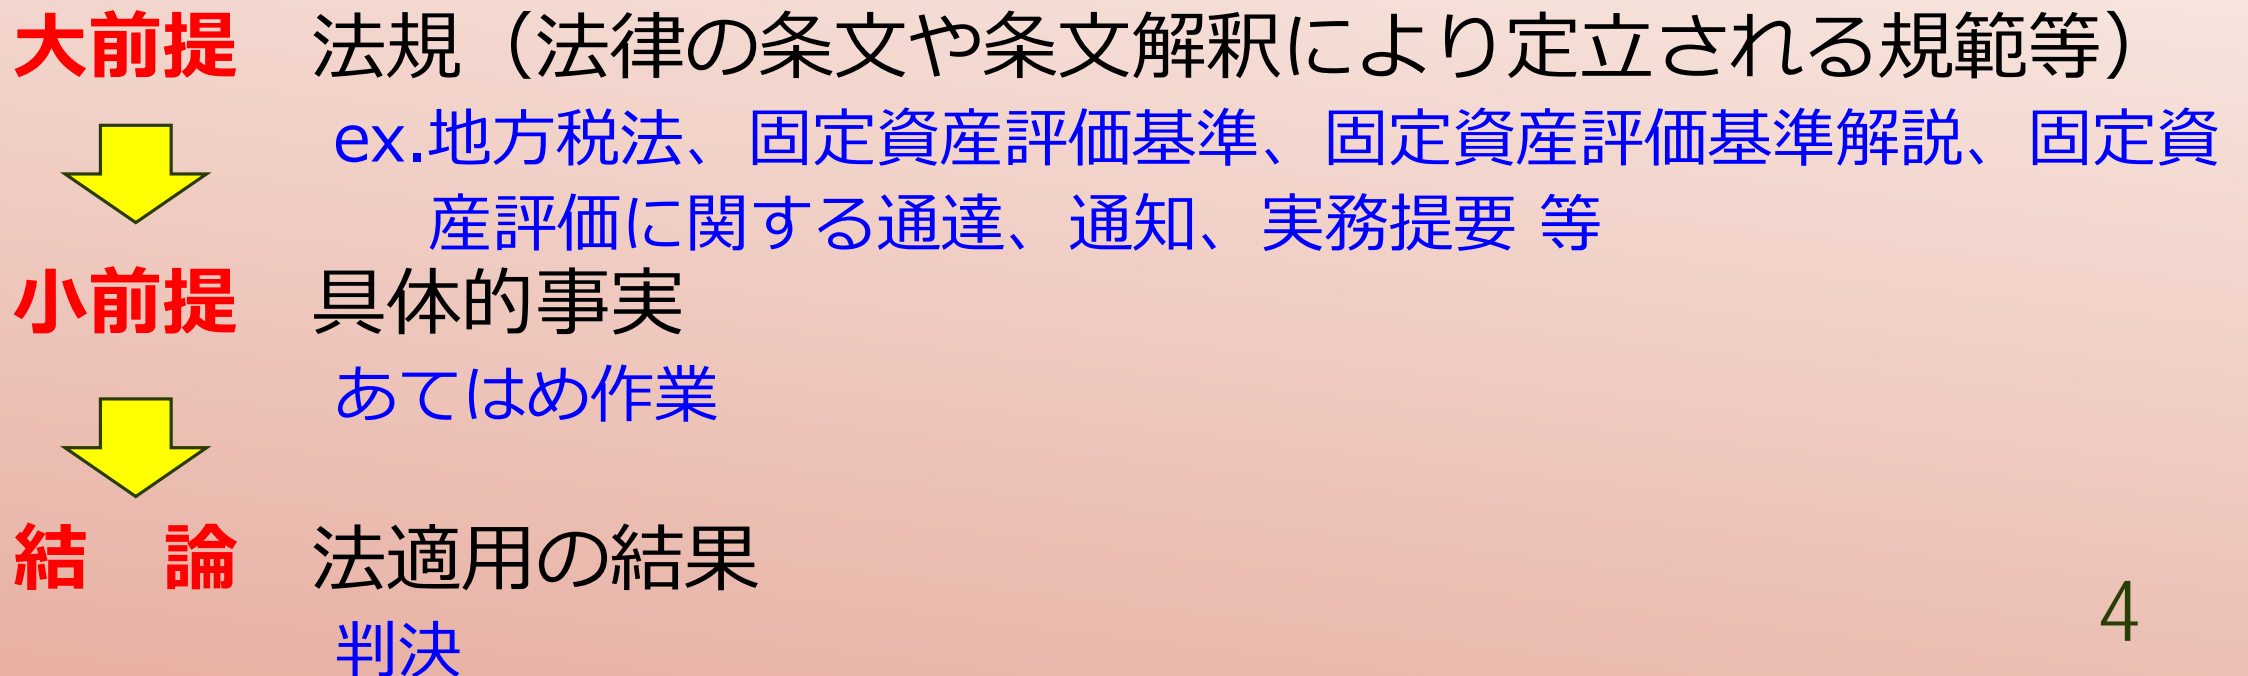 大前提　法規（法律の条文や条文解釈により定立される規範等）
ex.地方税法、固定資産評価基準、固定資産評価基準解説、固定資
産評価に関する通達、通知、実務提要 等
小前提　具体的事実
あてはめ作業
結　論　法適用の結果
判決
4